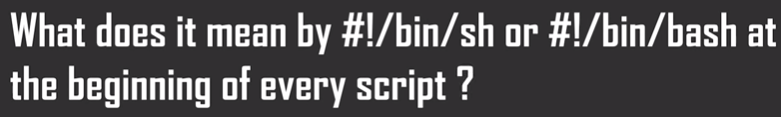 What does it mean by #!/bin/sh or #!/bin/bash at
the beginning of every script ?